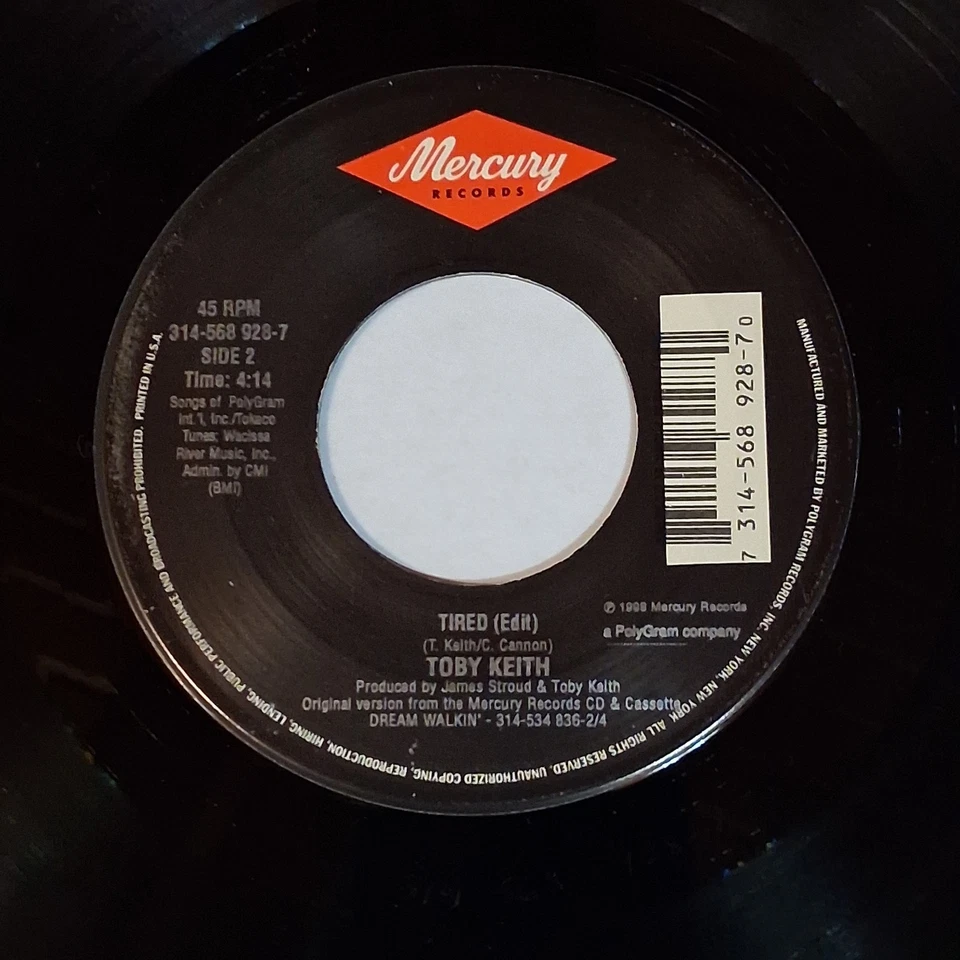 Mercury
RECORDS
45 RPM
314-568 928-7
SIDE 2
Time: 4:14
Songs of PolyGram
Int'l, Inc./Tokeco
Tunes; Wacissa
River Music, Inc.,
Admin. by CMI
(BMI)
7 314-568 928-7 0
TIRED (Edit)
(T. Keith/C. Cannon)
TOBY KEITH
Produced by James Stroud & Toby Keith
Original version from the Mercury Records CD & Cassette
DREAM WALKIN' - 314-534 836-2/4
℗ 1998 Mercury Records
a PolyGram company
MANUFACTURED AND MARKETED BY POLYGRAM RECORDS, INC. NEW YORK, NEW YORK. ALL RIGHTS RESERVED. UNAUTHORIZED COPYING, REPRODUCTION, HIRING, LENDING, PUBLIC PERFORMANCE AND BROADCASTING PROHIBITED. PRINTED IN U.S.A.